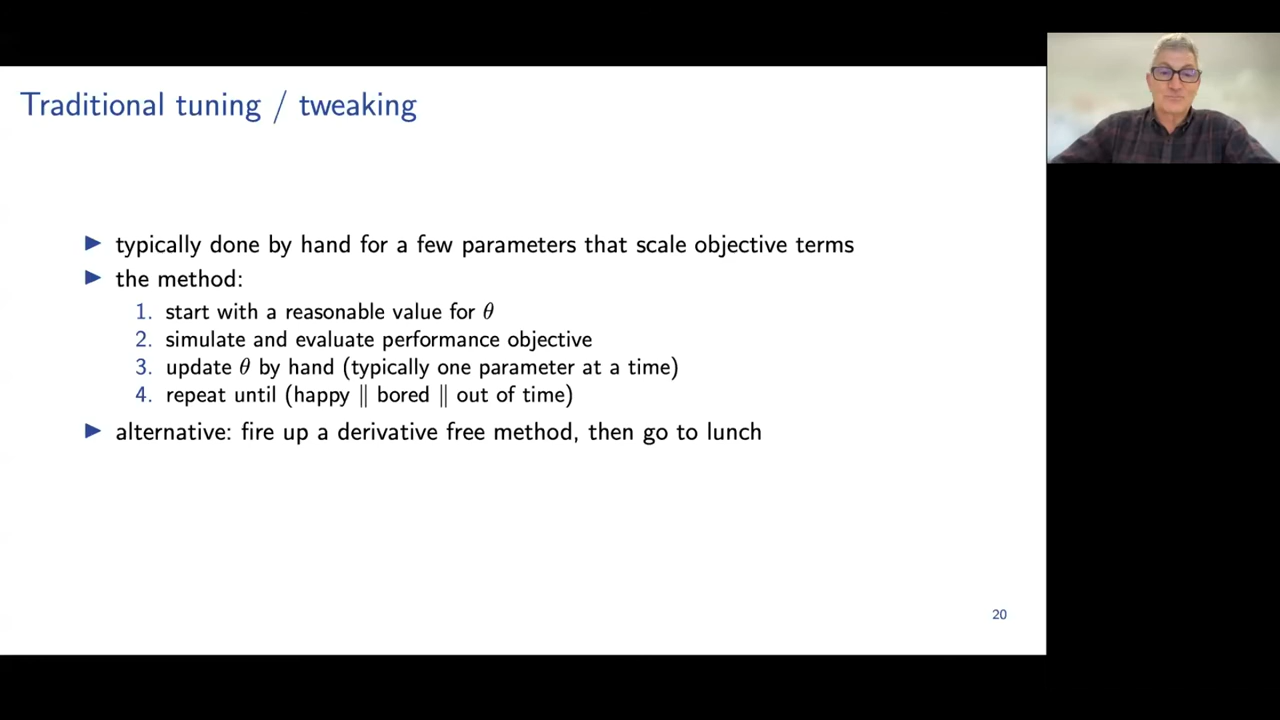 Traditional tuning / tweaking
▶ typically done by hand for a few parameters that scale objective terms
▶ the method:
1. start with a reasonable value for θ
2. simulate and evaluate performance objective
3. update θ by hand (typically one parameter at a time)
4. repeat until (happy ∥ bored ∥ out of time)
▶ alternative: fire up a derivative free method, then go to lunch
20